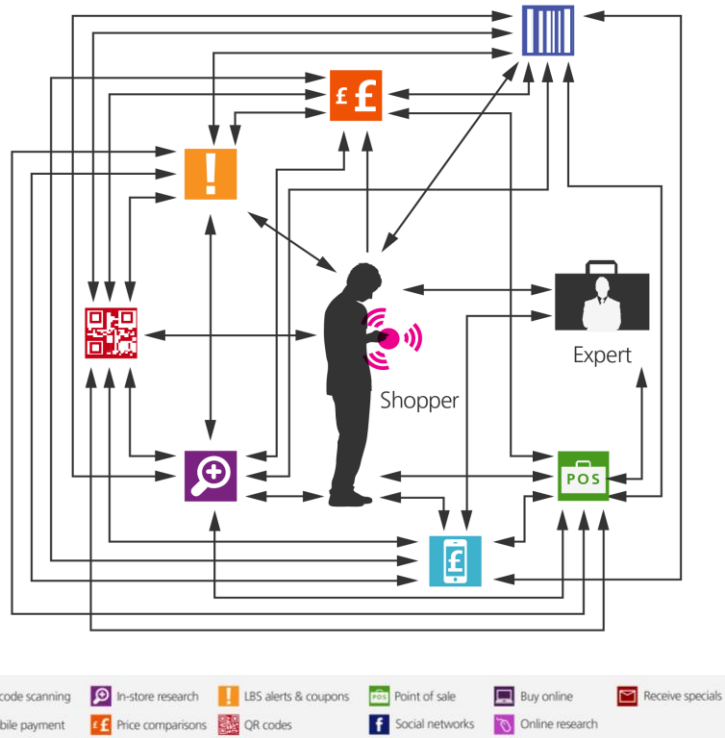 ££
!
Expert
Shopper
POS
£
code scanning
In-store research
! LBS alerts & coupons
POS Point of sale
Buy online
Receive specials
bile payment
££ Price comparisons
QR codes
f Social networks
Online research